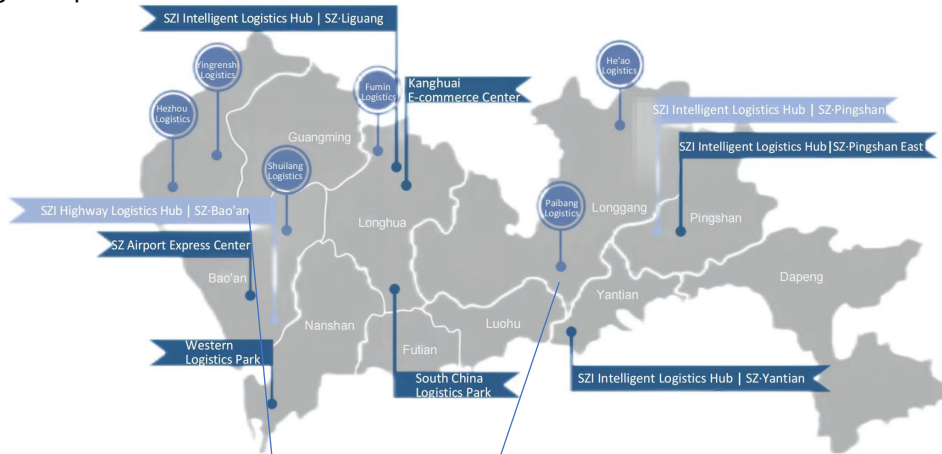 SZI Intelligent Logistics Hub | SZ·Liguang
Yingrenshi
Logistics
He'ao
Logistics
Fumin
Logistics
Kanghuai
E-commerce Center
Hezhou
Logistics
SZI Intelligent Logistics Hub | SZ·Pingshan
Guangming
SZI Intelligent Logistics Hub|SZ·Pingshan East
Shuilang
Logistics
Paibang
Logistics
Longgang
SZI Highway Logistics Hub | SZ·Bao'an
Longhua
Pingshan
SZ Airport Express Center
Bao'an
Dapeng
Yantian
Nanshan
Luohu
Western
Logistics Park
Futian
South China
Logistics Park
SZI Intelligent Logistics Hub | SZ·Yantian